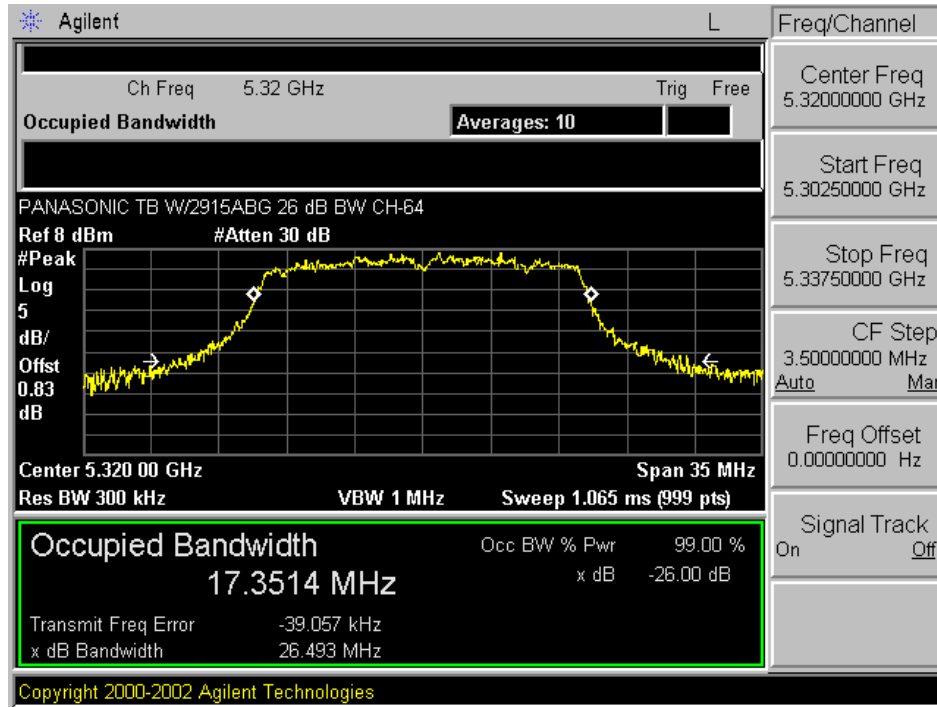 Agilent L Freq/Channel
Ch Freq 5.32 GHz Trig Free
Occupied Bandwidth Averages: 10
PANASONIC TB W/2915ABG 26 dB BW CH-64
Ref 8 dBm #Atten 30 dB
#Peak
Log
5
dB/
Offst
0.83
dB
Center 5.320 00 GHz Span 35 MHz
Res BW 300 kHz VBW 1 MHz Sweep 1.065 ms (999 pts)
Occupied Bandwidth Occ BW % Pwr 99.00 %
17.3514 MHz x dB -26.00 dB
Transmit Freq Error -39.057 kHz
x dB Bandwidth 26.493 MHz
Center Freq
5.32000000 GHz
Start Freq
5.30250000 GHz
Stop Freq
5.33750000 GHz
CF Step
3.50000000 MHz
Auto Mar
Freq Offset
0.00000000 Hz
Signal Track
On Off
Copyright 2000-2002 Agilent Technologies